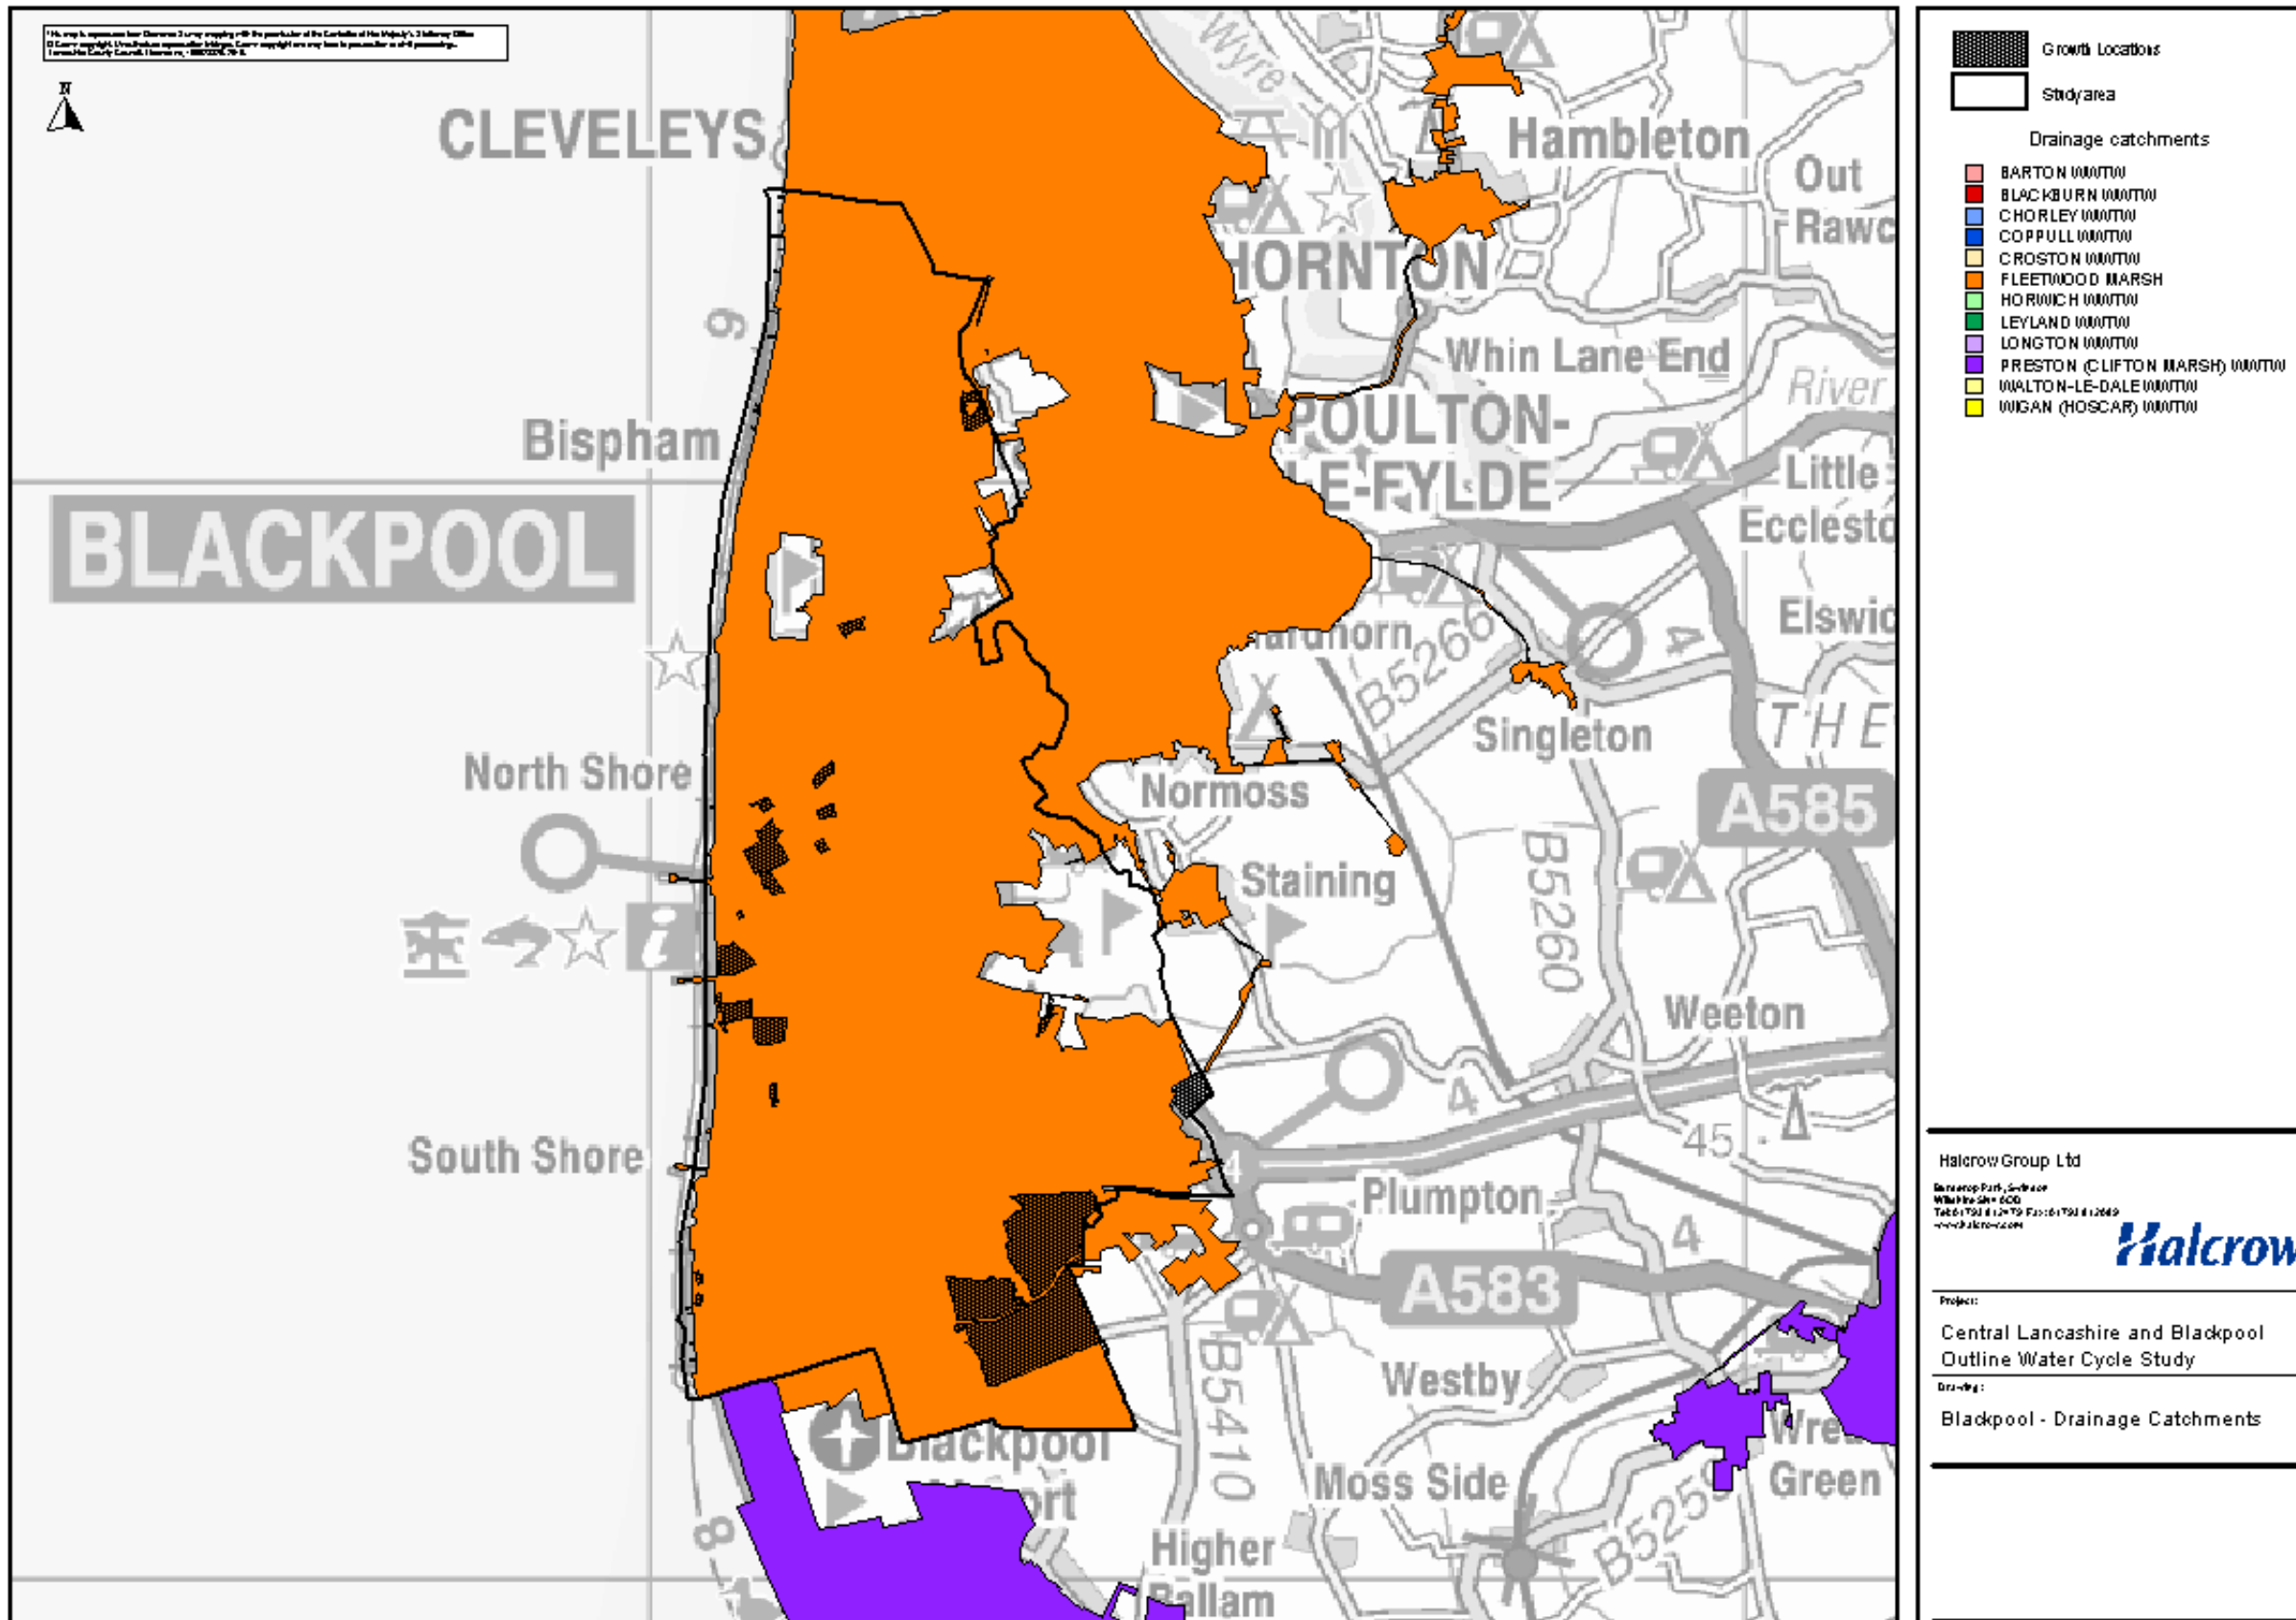 N
CLEVELEYS
Wyre
Hambleton
Out
Rawc
HORNTON
6
Whin Lane End
River
Bispham
POULTON-
LE-FYLDE
Little
Ecclesto
BLACKPOOL
Elswic
B5266
4
Singleton
THE
North Shore
Normoss
A585
Staining
B5260
i
Weeton
4
45
South Shore
4
Plumpton
4
A583
Westby
B5410
Blackpool
Moss Side
Green
B5259
8
Higher
Ballam
Growth Locations
Study area
Drainage catchments
BARTON WWTW
BLACKBURN WWTW
CHORLEY WWTW
COPPULL WWTW
CROSTON WWTW
FLEETWOOD MARSH
HORWICH WWTW
LEYLAND WWTW
LONGTON WWTW
PRESTON (CLIFTON MARSH) WWTW
WALTON-LE-DALE WWTW
WIGAN (HOSCAR) WWTW
Halcrow Group Ltd
Halcrow
Project:
Central Lancashire and Blackpool
Outline Water Cycle Study
Drawing:
Blackpool - Drainage Catchments